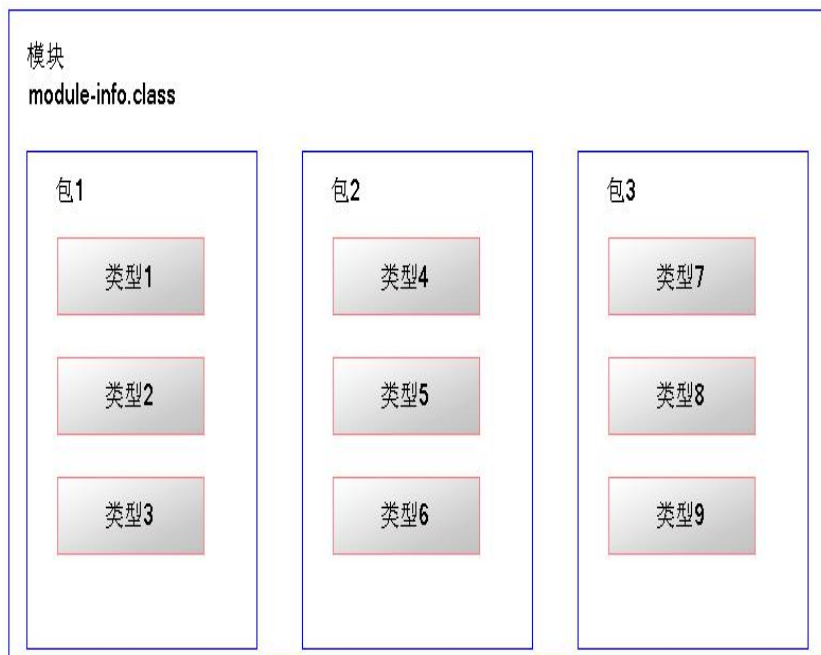 模块
module-info.class
包1
类型1
类型2
类型3
包2
类型4
类型5
类型6
包3
类型7
类型8
类型9